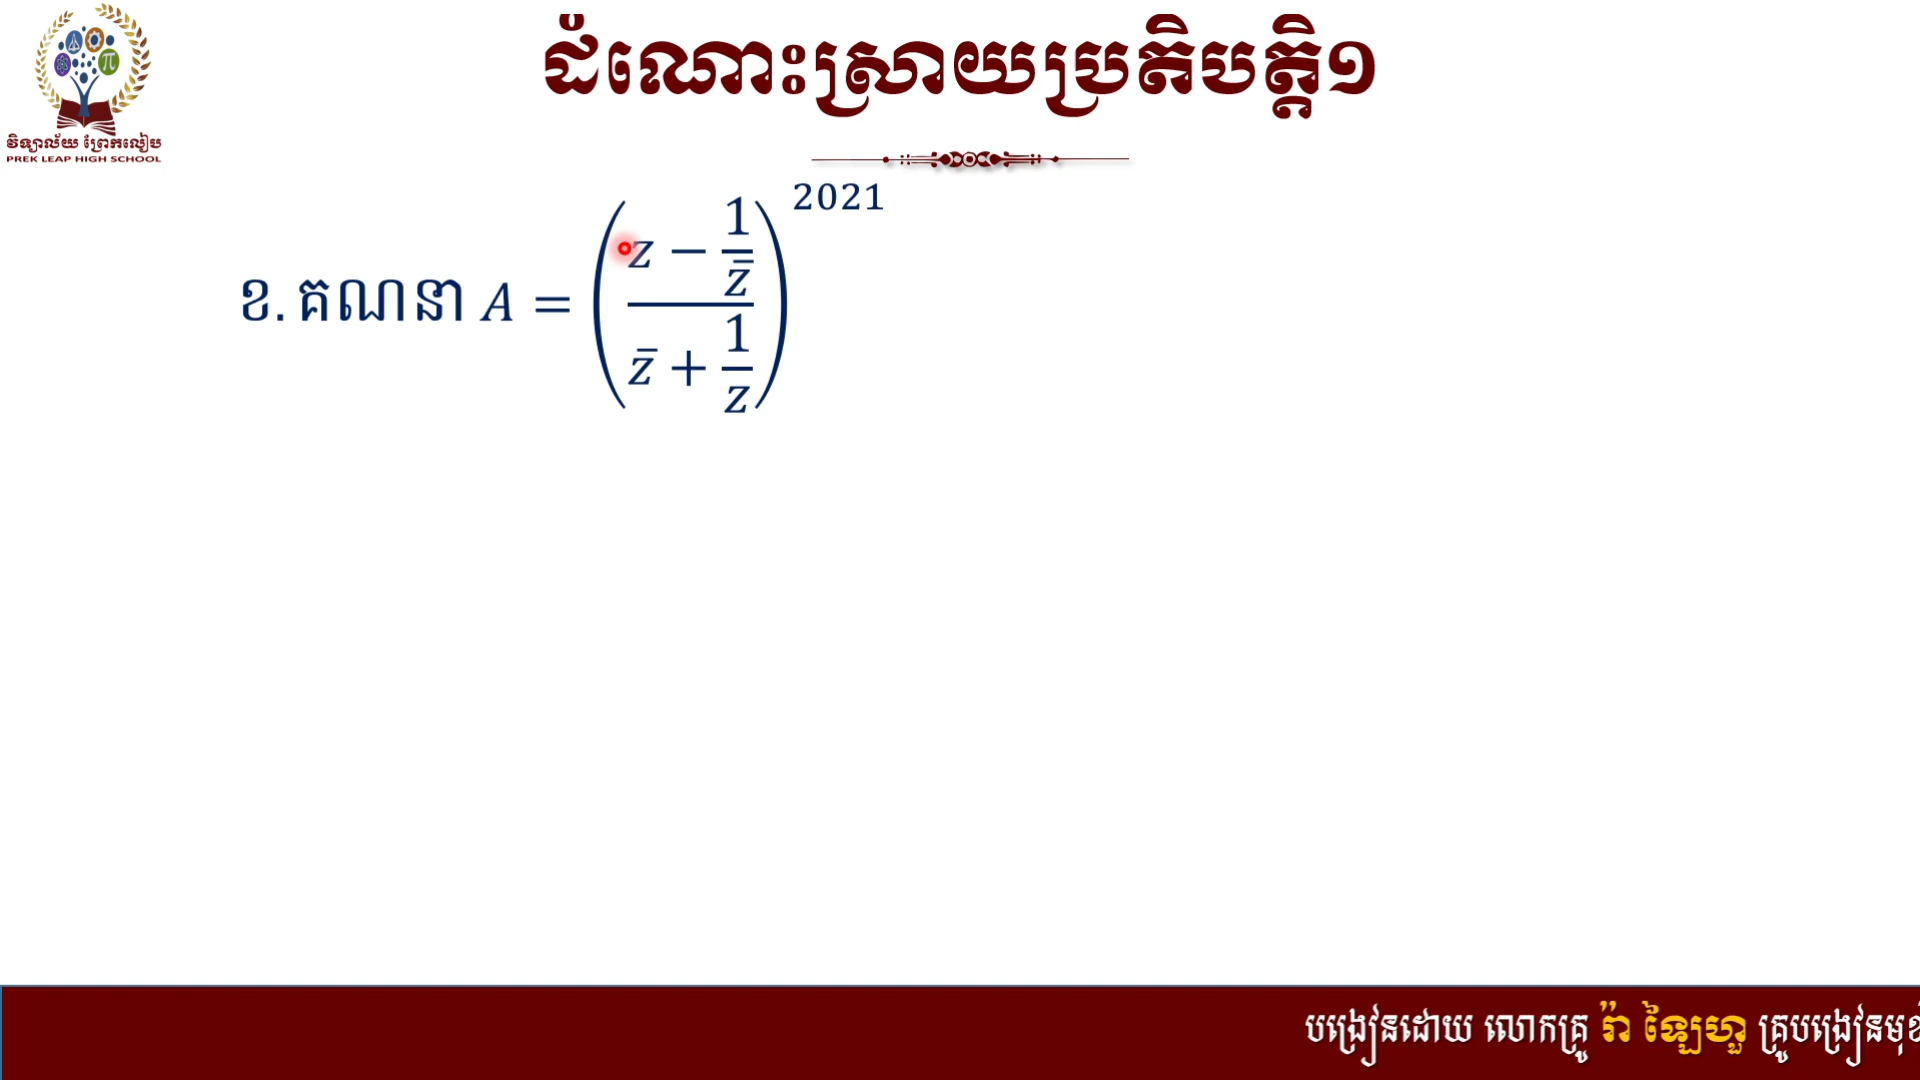 ដំណោះស្រាយប្រតិបត្តិ១
វិទ្យាល័យ ព្រែកលៀប
PREK LEAP HIGH SCHOOL
ខ. គណនា A = ((z − 1/z̄)/(z̄ + 1/z))^2021
បង្រៀនដោយ លោកគ្រូ រ៉ា ឡៃហួ គ្រូបង្រៀនមុខ